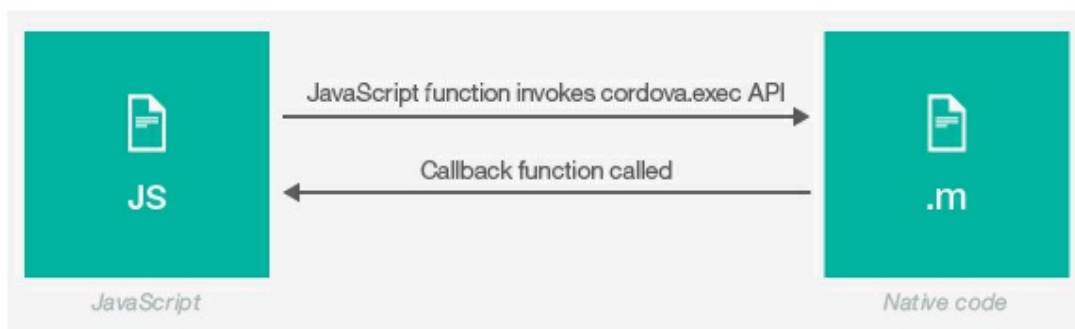 JavaScript function invokes cordova.exec API
Callback function called
JS
.m
JavaScript
Native code